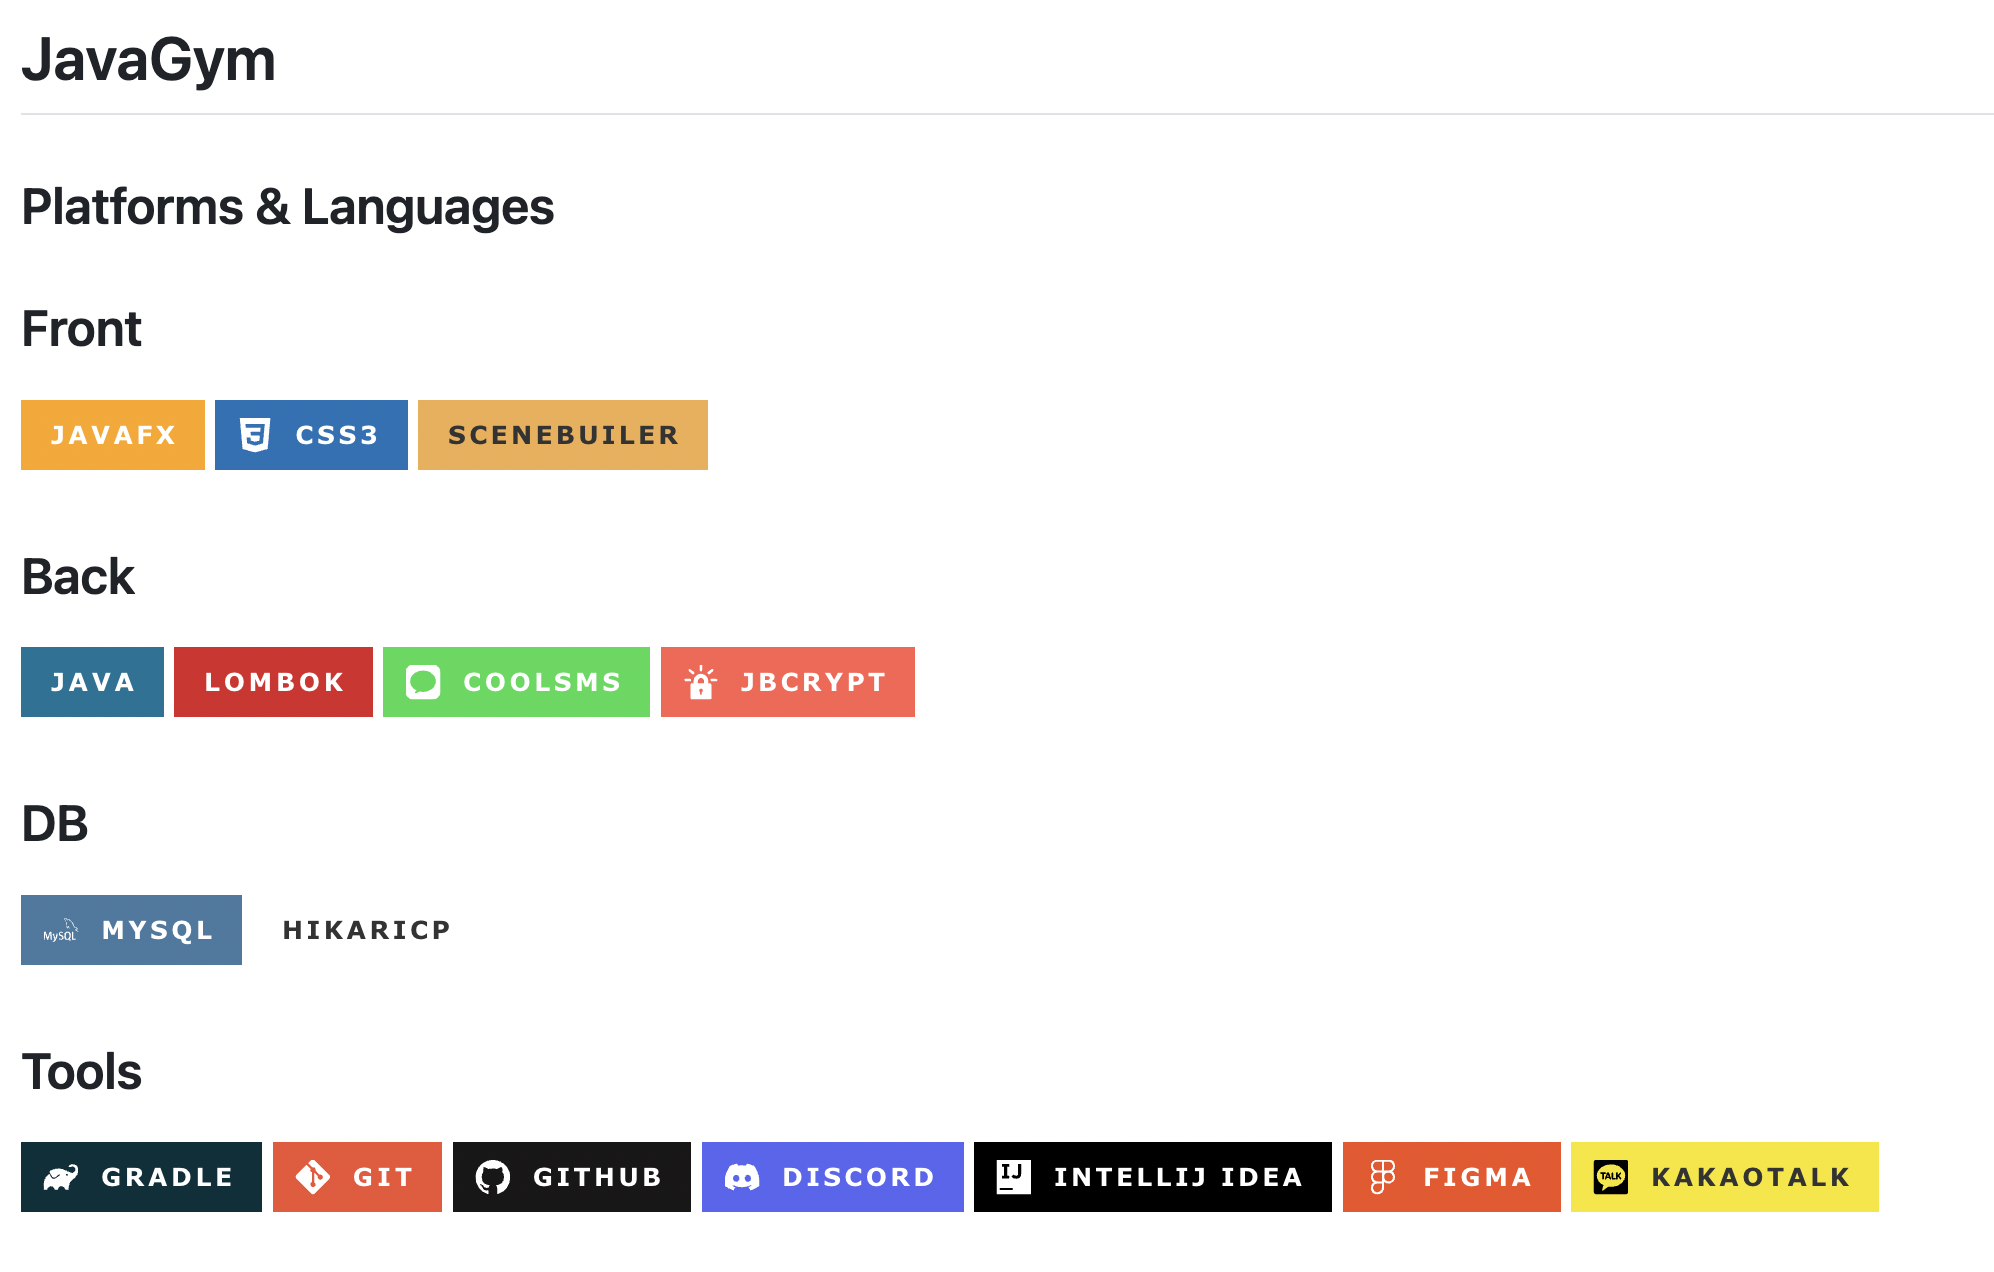 JavaGym
Platforms & Languages
Front
JAVAFX CSS3 SCENEBUILER
Back
JAVA LOMBOK COOLSMS JBCRYPT
DB
MySQL MYSQL HIKARICP
Tools
GRADLE GIT GITHUB DISCORD IJ INTELLIJ IDEA FIGMA TALK KAKAOTALK